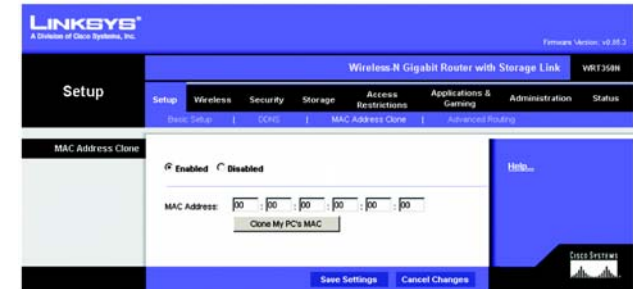 LINKSYS®
A Division of Cisco Systems, Inc.
Firmware Version: v0.85.3
Wireless-N Gigabit Router with Storage Link WRT350N
Setup
Setup Wireless Security Storage Access Restrictions Applications & Gaming Administration Status
Basic Setup | DDNS | MAC Address Clone | Advanced Routing
MAC Address Clone
Enabled Disabled
Help...
MAC Address: 00 : 00 : 00 : 00 : 00 : 00
Clone My PC's MAC
CISCO SYSTEMS
Save Settings Cancel Changes